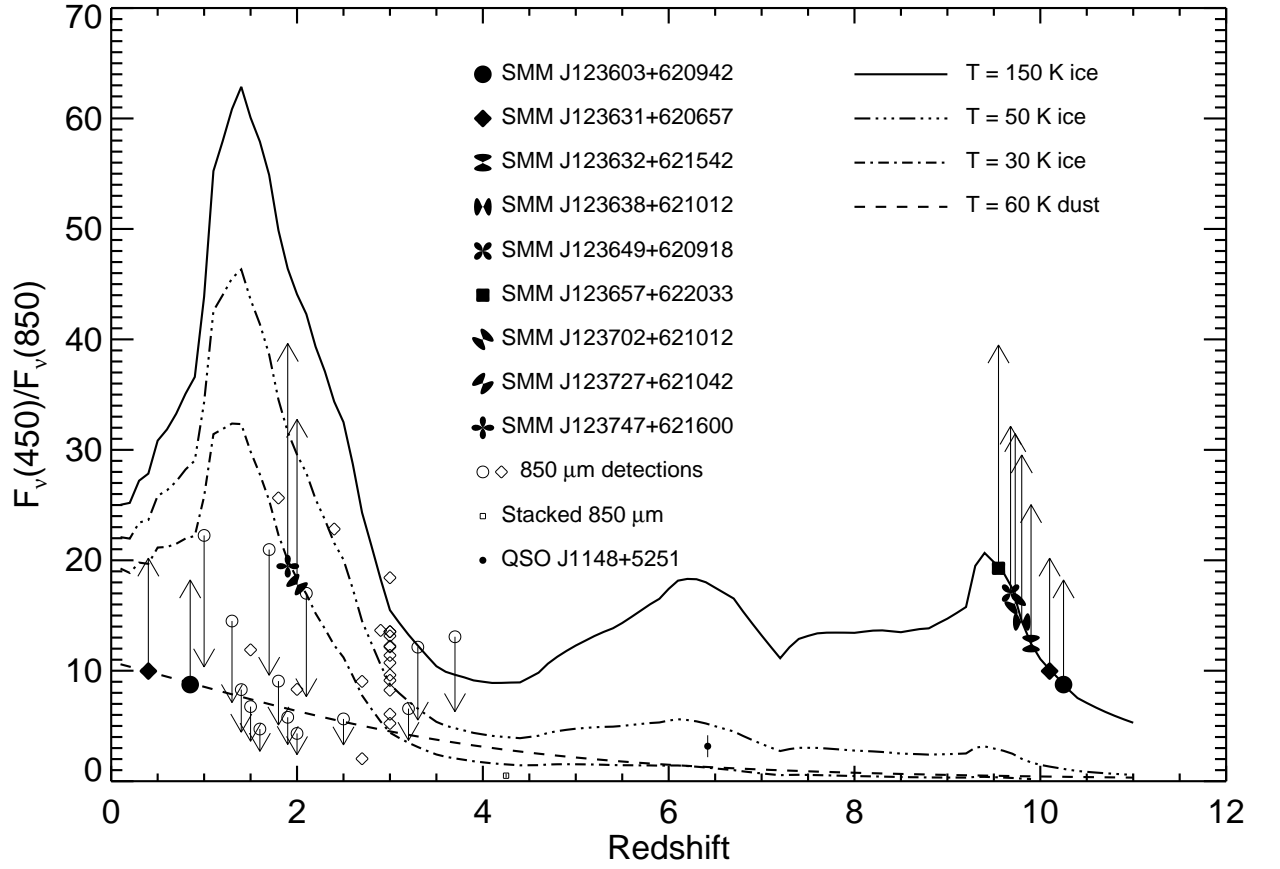 70
60
50
40
30
20
10
0
F_ν(450)/F_ν(850)
SMM J123603+620942
SMM J123631+620657
SMM J123632+621542
SMM J123638+621012
SMM J123649+620918
SMM J123657+622033
SMM J123702+621012
SMM J123727+621042
SMM J123747+621600
850 μm detections
Stacked 850 μm
QSO J1148+5251
T = 150 K ice
T = 50 K ice
T = 30 K ice
T = 60 K dust
0 2 4 6 8 10 12
Redshift